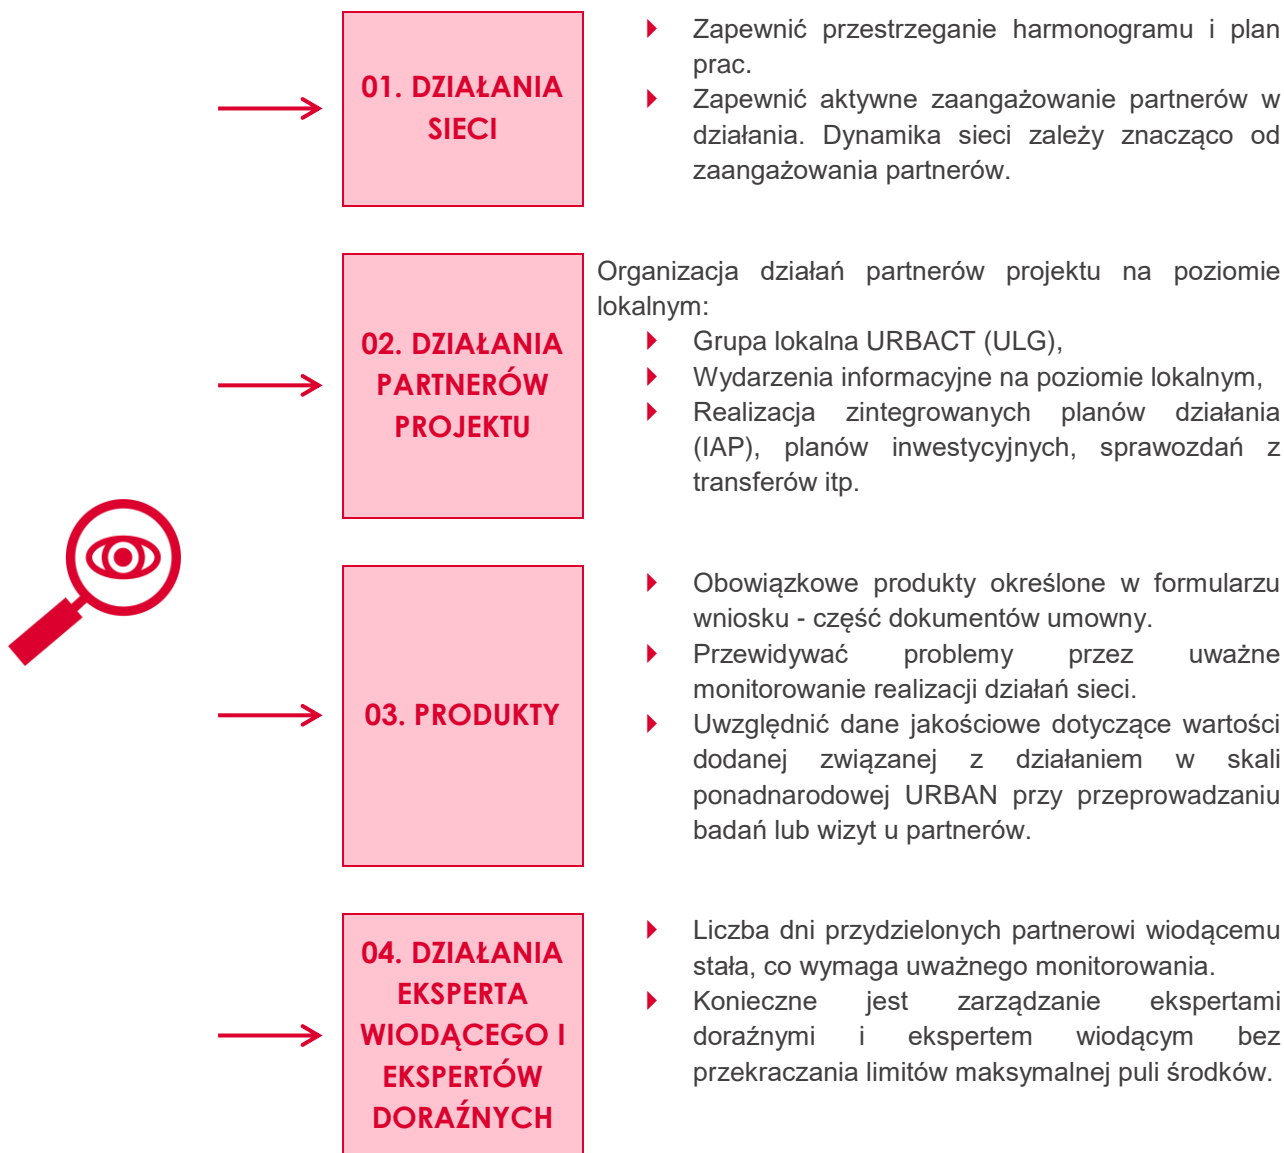 01. DZIAŁANIA
SIECI
Zapewnić przestrzeganie harmonogramu i plan
prac.
Zapewnić aktywne zaangażowanie partnerów w
działania. Dynamika sieci zależy znacząco od
zaangażowania partnerów.
02. DZIAŁANIA
PARTNERÓW
PROJEKTU
Organizacja działań partnerów projektu na poziomie
lokalnym:
Grupa lokalna URBACT (ULG),
Wydarzenia informacyjne na poziomie lokalnym,
Realizacja zintegrowanych planów działania
(IAP), planów inwestycyjnych, sprawozdań z
transferów itp.
03. PRODUKTY
Obowiązkowe produkty określone w formularzu
wniosku - część dokumentów umowny.
Przewidywać problemy przez uważne
monitorowanie realizacji działań sieci.
Uwzględnić dane jakościowe dotyczące wartości
dodanej związanej z działaniem w skali
ponadnarodowej URBAN przy przeprowadzaniu
badań lub wizyt u partnerów.
04. DZIAŁANIA
EKSPERTA
WIODĄCEGO I
EKSPERTÓW
DORAŹNYCH
Liczba dni przydzielonych partnerowi wiodącemu
stała, co wymaga uważnego monitorowania.
Konieczne jest zarządzanie ekspertami
doraźnymi i ekspertem wiodącym bez
przekraczania limitów maksymalnej puli środków.